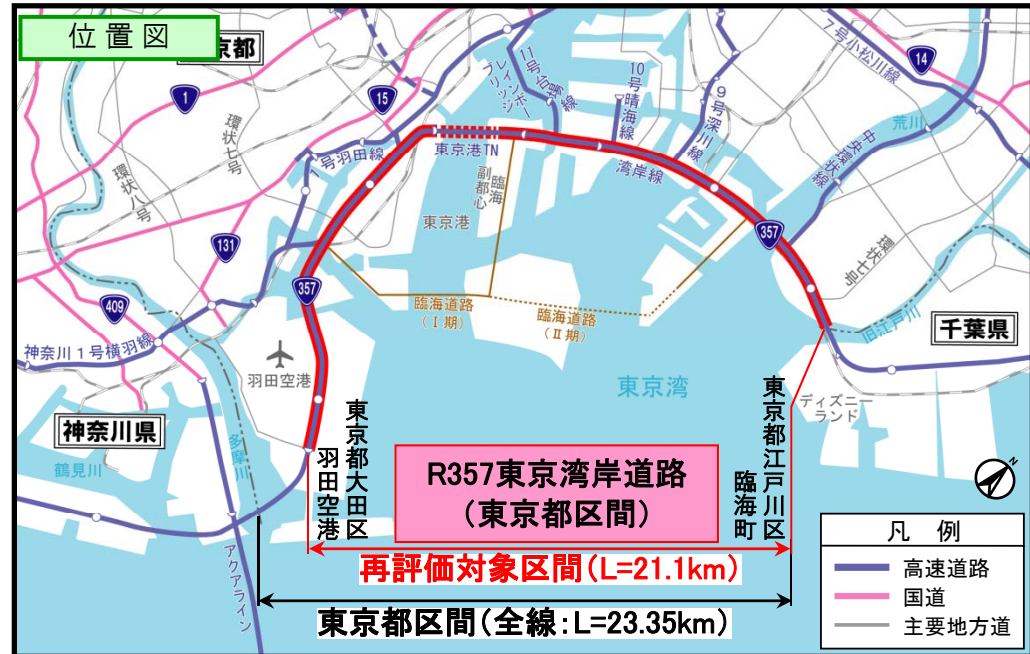 位置図
京都
1
15
環状七号
環状八号
1号羽田線
131
409
357
神奈川1号横羽線
羽田空港
神奈川県
鶴見川
多摩川
アクアライン
レインボー
ブリッジ
11号台場線
10号晴海線
9号深川線
7号小松川線
14
荒川
中央環状線
東京港TN
湾岸線
臨海
副都心
東京港
357
環状七号
臨海道路
(Ⅰ期)
臨海道路
(Ⅱ期)
旧江戸川
千葉県
東京湾
ディズニー
ランド
東京都大田区
羽田空港
R357東京湾岸道路
(東京都区間)
東京都江戸川区
臨海町
再評価対象区間(L=21.1km)
東京都区間(全線:L=23.35km)
N
凡例
高速道路
国道
主要地方道